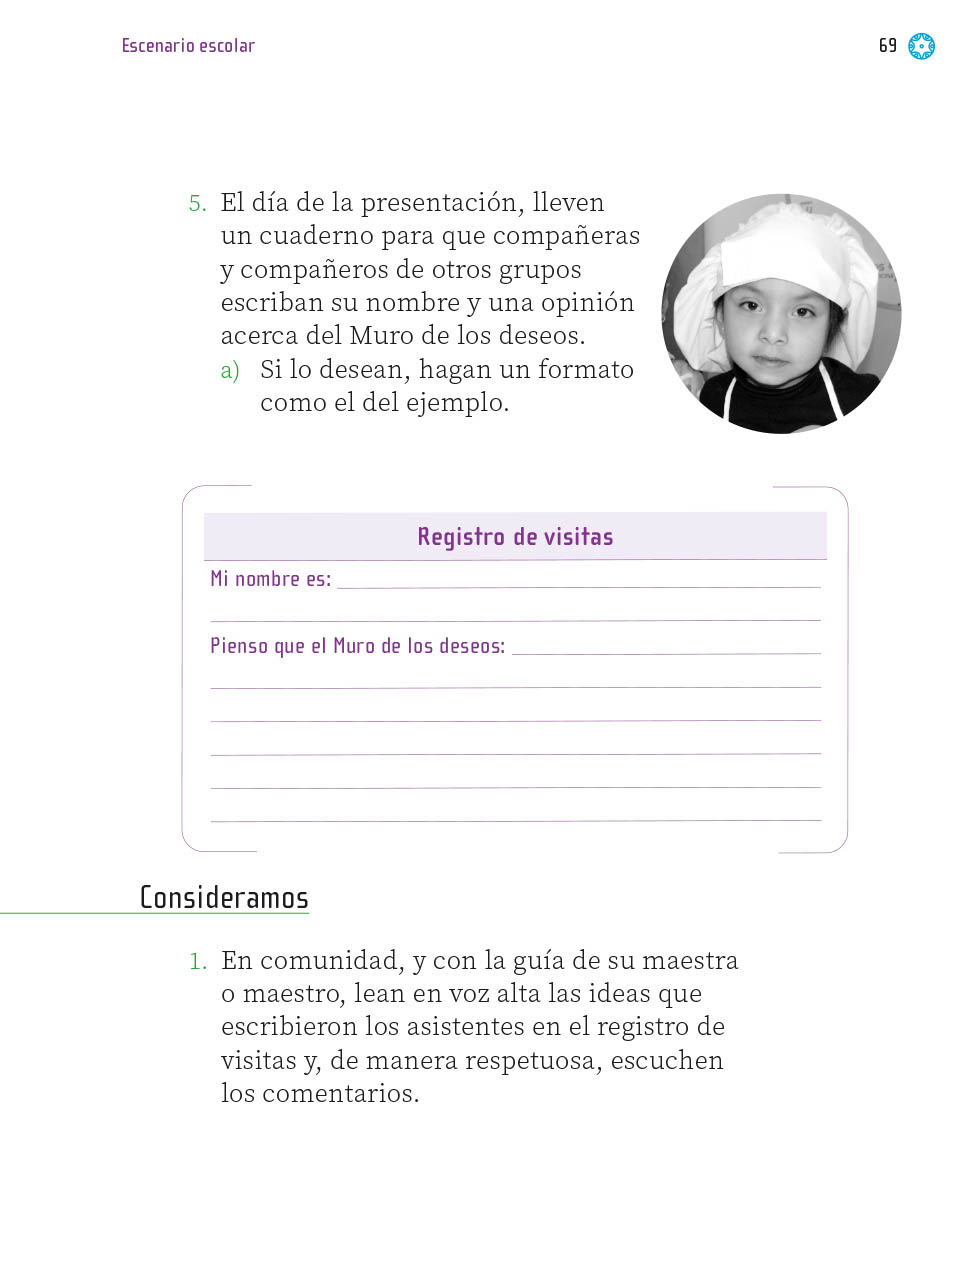 Escenario escolar
69
5. El día de la presentación, lleven
un cuaderno para que compañeras
y compañeros de otros grupos
escriban su nombre y una opinión
acerca del Muro de los deseos.
a) Si lo desean, hagan un formato
como el del ejemplo.
Registro de visitas
Mi nombre es:
Pienso que el Muro de los deseos:
Consideramos
1. En comunidad, y con la guía de su maestra
o maestro, lean en voz alta las ideas que
escribieron los asistentes en el registro de
visitas y, de manera respetuosa, escuchen
los comentarios.